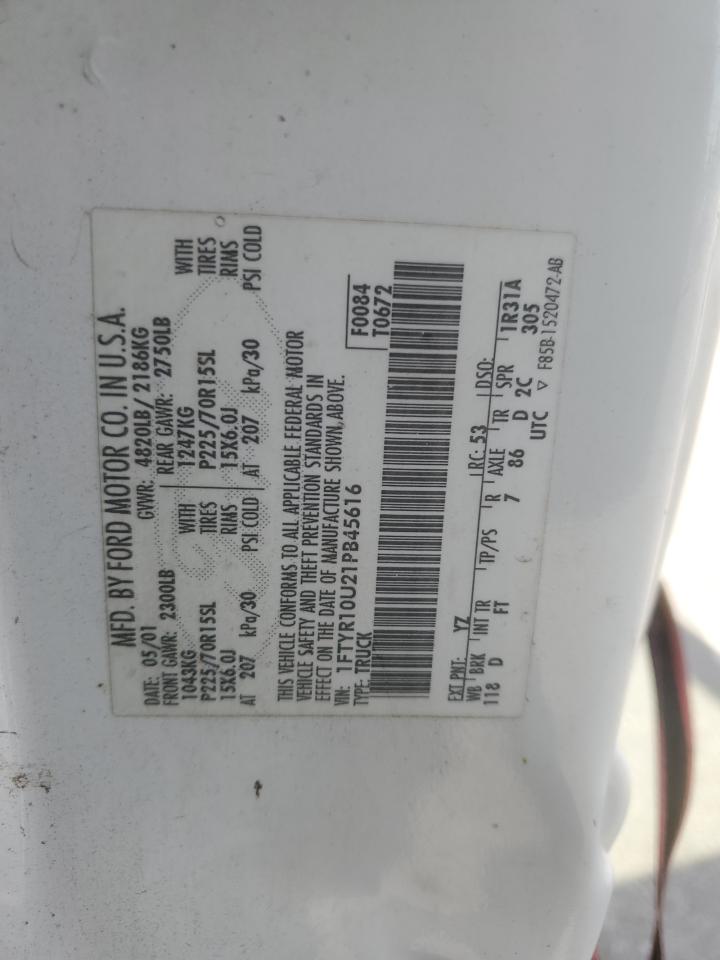 MFD. BY FORD MOTOR CO. IN U.S.A.
DATE: 05/01 GVWR: 4820LB/ 2186KG
FRONT GAWR: 2300LB REAR GAWR: 2750LB
1043KG WITH 1247KG WITH
P225/70R15SL TIRES P225/70R15SL TIRES
15X6.0J RIMS 15X6.0J RIMS
AT 207 kPa/30 PSI COLD AT 207 kPa/30 PSI COLD
THIS VEHICLE CONFORMS TO ALL APPLICABLE FEDERAL MOTOR
VEHICLE SAFETY AND THEFT PREVENTION STANDARDS IN
EFFECT ON THE DATE OF MANUFACTURE SHOWN ABOVE.
VIN: 1FTYR10U21PB45616 F0084
TYPE: TRUCK T0672
EXT PNT: YZ RC: 53 DSO:
WB BRK INT TR TP/PS R AXLE TR SPR 1R31A
118 D FT 7 86 D 2C 305
UTC ▽ F85B-1520472-AB